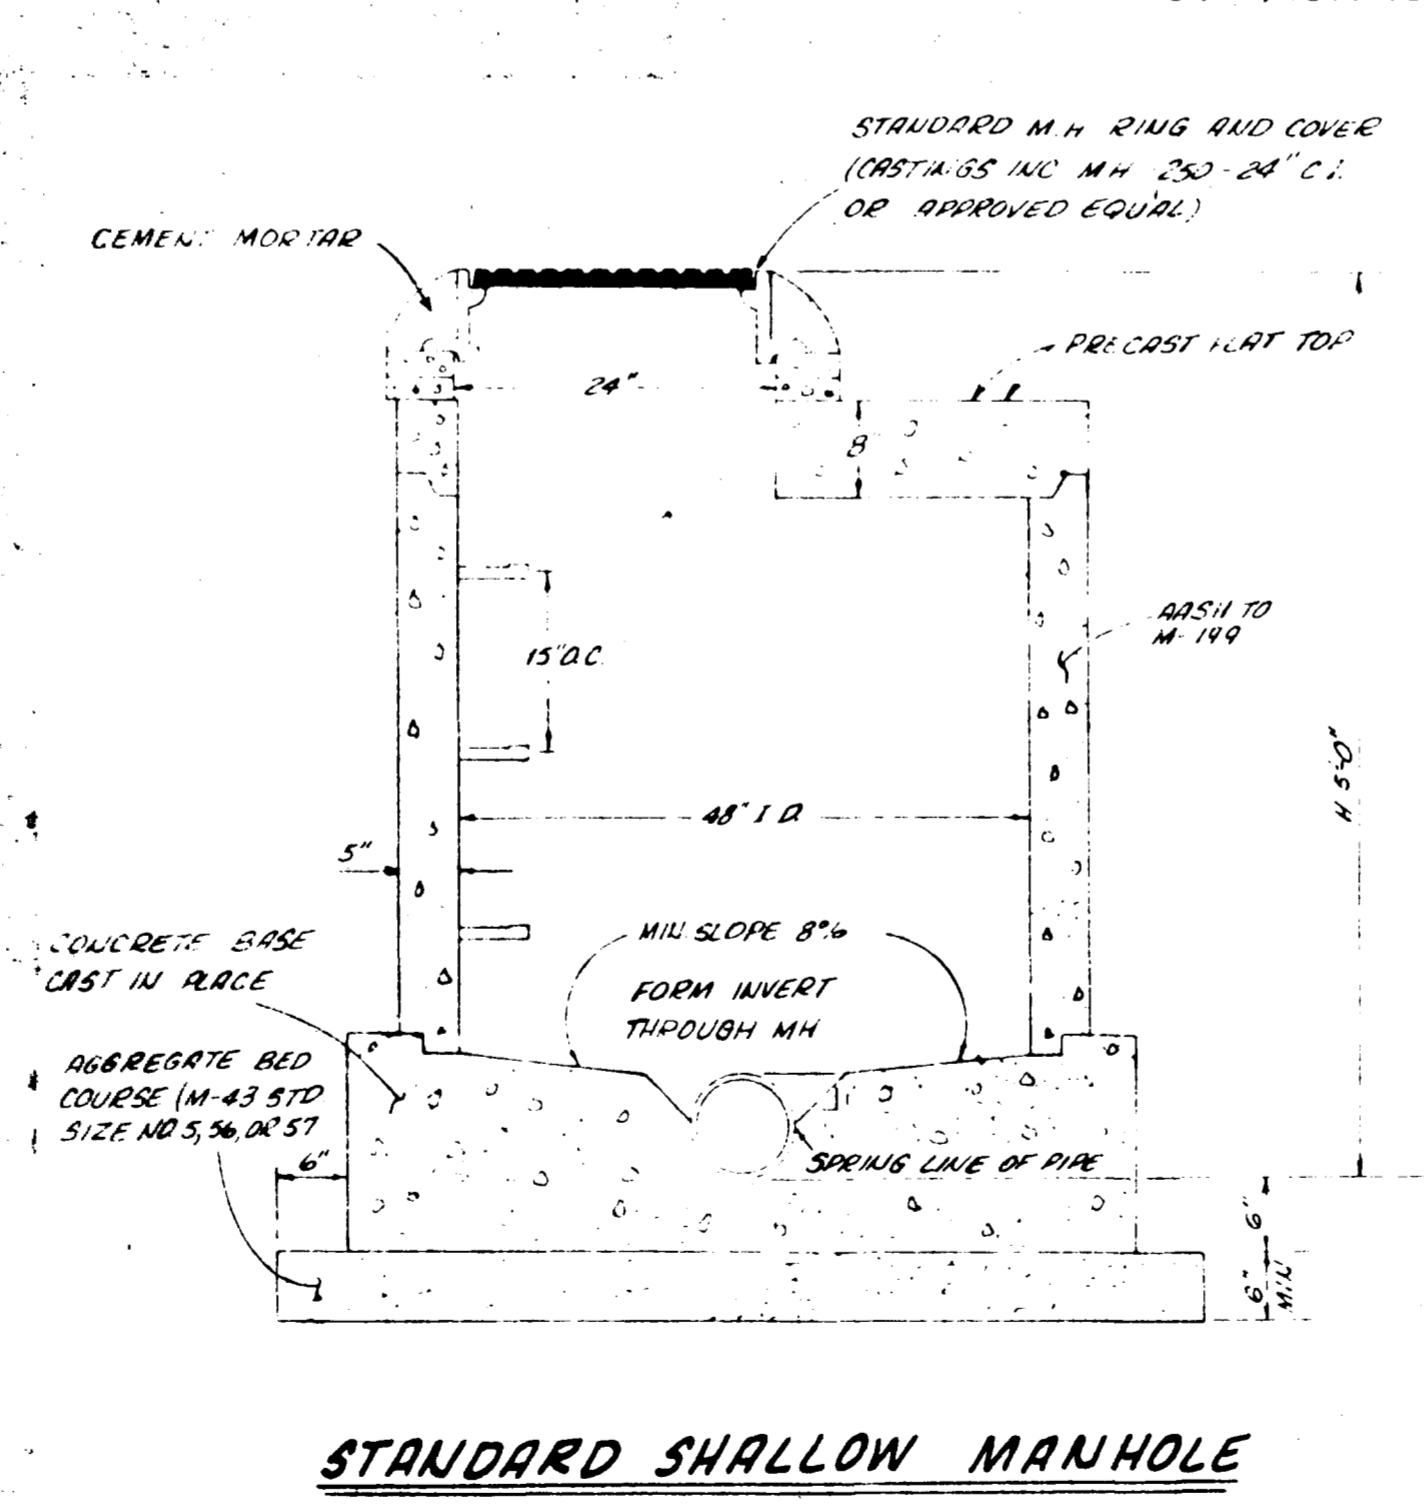 STANDARD M.H RING AND COVER
(CASTINGS INC MH 250-24" C.I.
OR APPROVED EQUAL)
CEMENT MORTAR
PRECAST FLAT TOP
24"
8"
AASHTO
M-199
15" O.C.
H 5'-0"
48" I.D.
5"
MIN. SLOPE 8%
FORM INVERT
THROUGH MH
CONCRETE BASE
CAST IN PLACE
AGGREGATE BED
COURSE (M-43 STD
SIZE NO 5, 56, OR 57
6"
SPRING LINE OF PIPE
6"
6"
MIN
STANDARD SHALLOW MANHOLE